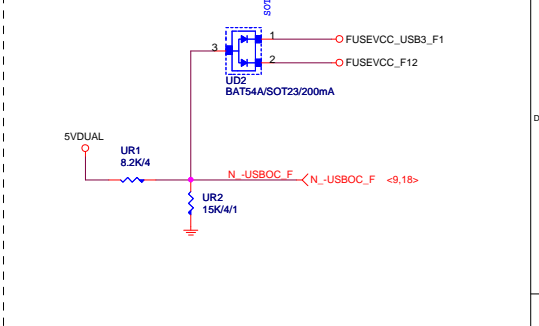 SOT
1
3
FUSEVCC_USB3_F1
2
FUSEVCC_F12
UD2
BAT54A/SOT23/200mA
5VDUAL
UR1
8.2K/4
N_-USBOC_F
N_-USBOC_F <9,18>
UR2
15K/4/1
D